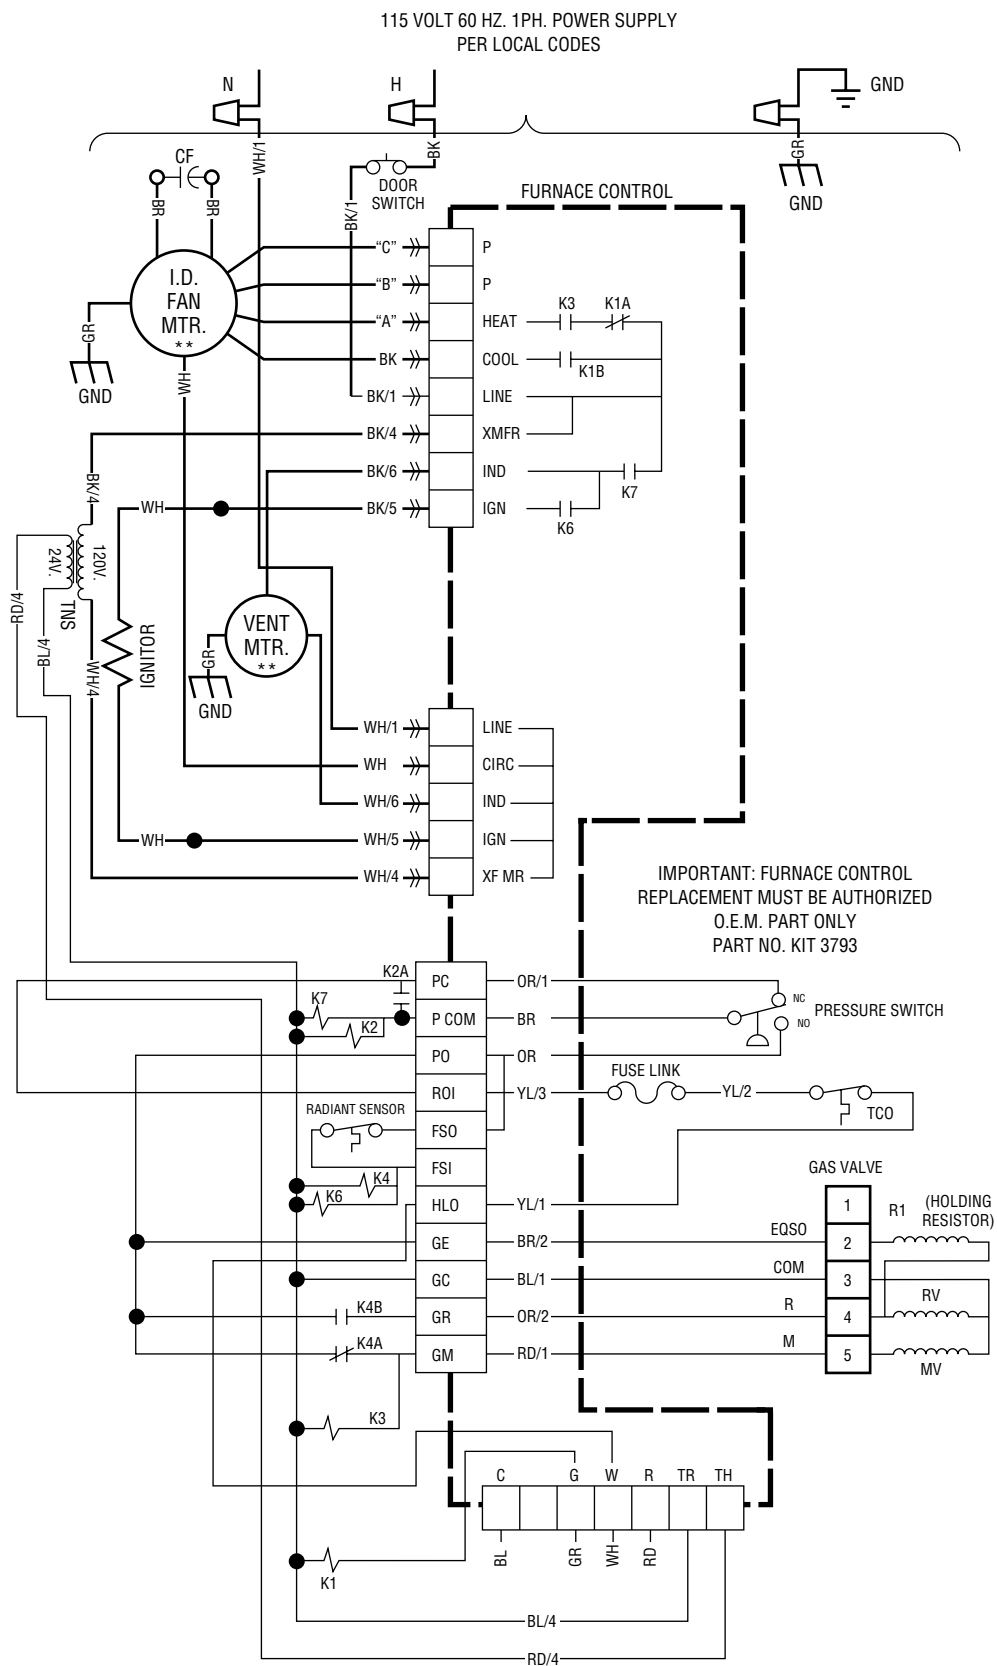 115 VOLT 60 HZ. 1PH. POWER SUPPLY
PER LOCAL CODES
N
H
GND
WH/1
BK
GR
CF
BR
BR
DOOR
SWITCH
BK/1
FURNACE CONTROL
GND
I.D.
FAN
MTR.
**
"C"
P
"B"
P
"A"
HEAT
K3
K1A
BK
COOL
K1B
GR
GND
WH
BK/1
LINE
BK/4
XMFR
BK/6
IND
K7
BK/4
WH
BK/5
IGN
K6
24V.
120V.
TNS
RD/4
BL/4
WH/4
IGNITOR
VENT
MTR.
**
GR
GND
WH/1
LINE
WH
CIRC
WH/6
IND
WH
WH/5
IGN
WH/4
XF MR
IMPORTANT: FURNACE CONTROL
REPLACEMENT MUST BE AUTHORIZED
O.E.M. PART ONLY
PART NO. KIT 3793
K2A
PC
OR/1
NC
K7
P COM
BR
PRESSURE SWITCH
K2
NO
PO
OR
FUSE LINK
ROI
YL/3
YL/2
TCO
RADIANT SENSOR
FSO
FSI
GAS VALVE
K4
K6
HLO
YL/1
1
R1
(HOLDING
RESISTOR)
GE
BR/2
EQSO
2
GC
BL/1
COM
3
RV
K4B
GR
OR/2
R
4
K4A
GM
RD/1
M
5
MV
K3
C
G
W
R
TR
TH
BL
GR
WH
RD
K1
BL/4
RD/4